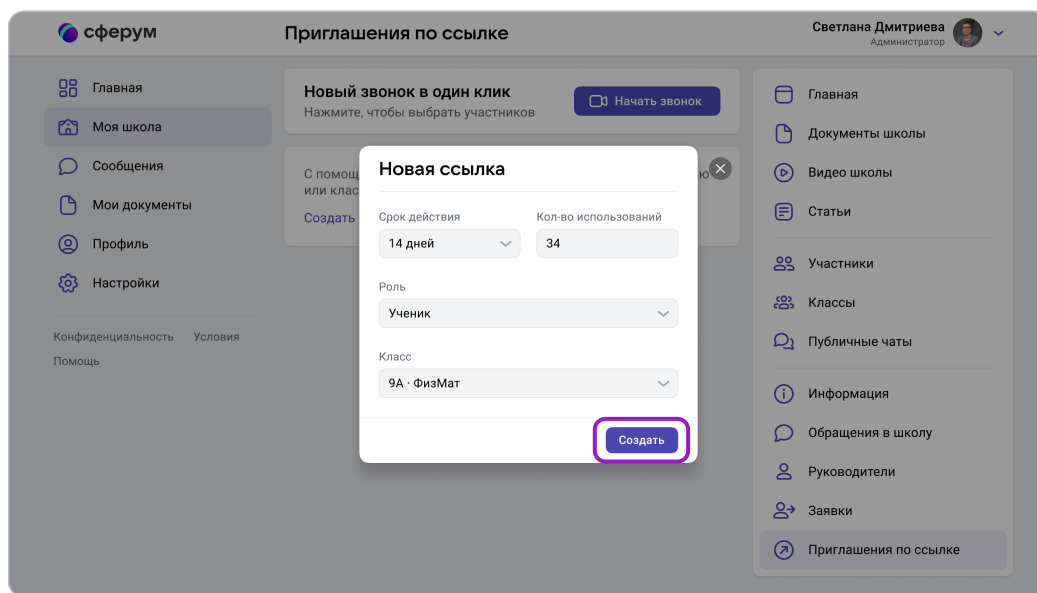 сферум
Приглашения по ссылке
Светлана Дмитриева
Администратор
Главная
Моя школа
Сообщения
Мои документы
Профиль
Настройки
Конфиденциальность Условия
Помощь
Новый звонок в один клик
Нажмите, чтобы выбрать участников
Начать звонок
С помощ
ю
или клас
Создать
Новая ссылка
Срок действия Кол-во использований
14 дней 34
Роль
Ученик
Класс
9А · ФизМат
Создать
Главная
Документы школы
Видео школы
Статьи
Участники
Классы
Публичные чаты
Информация
Обращения в школу
Руководители
Заявки
Приглашения по ссылке